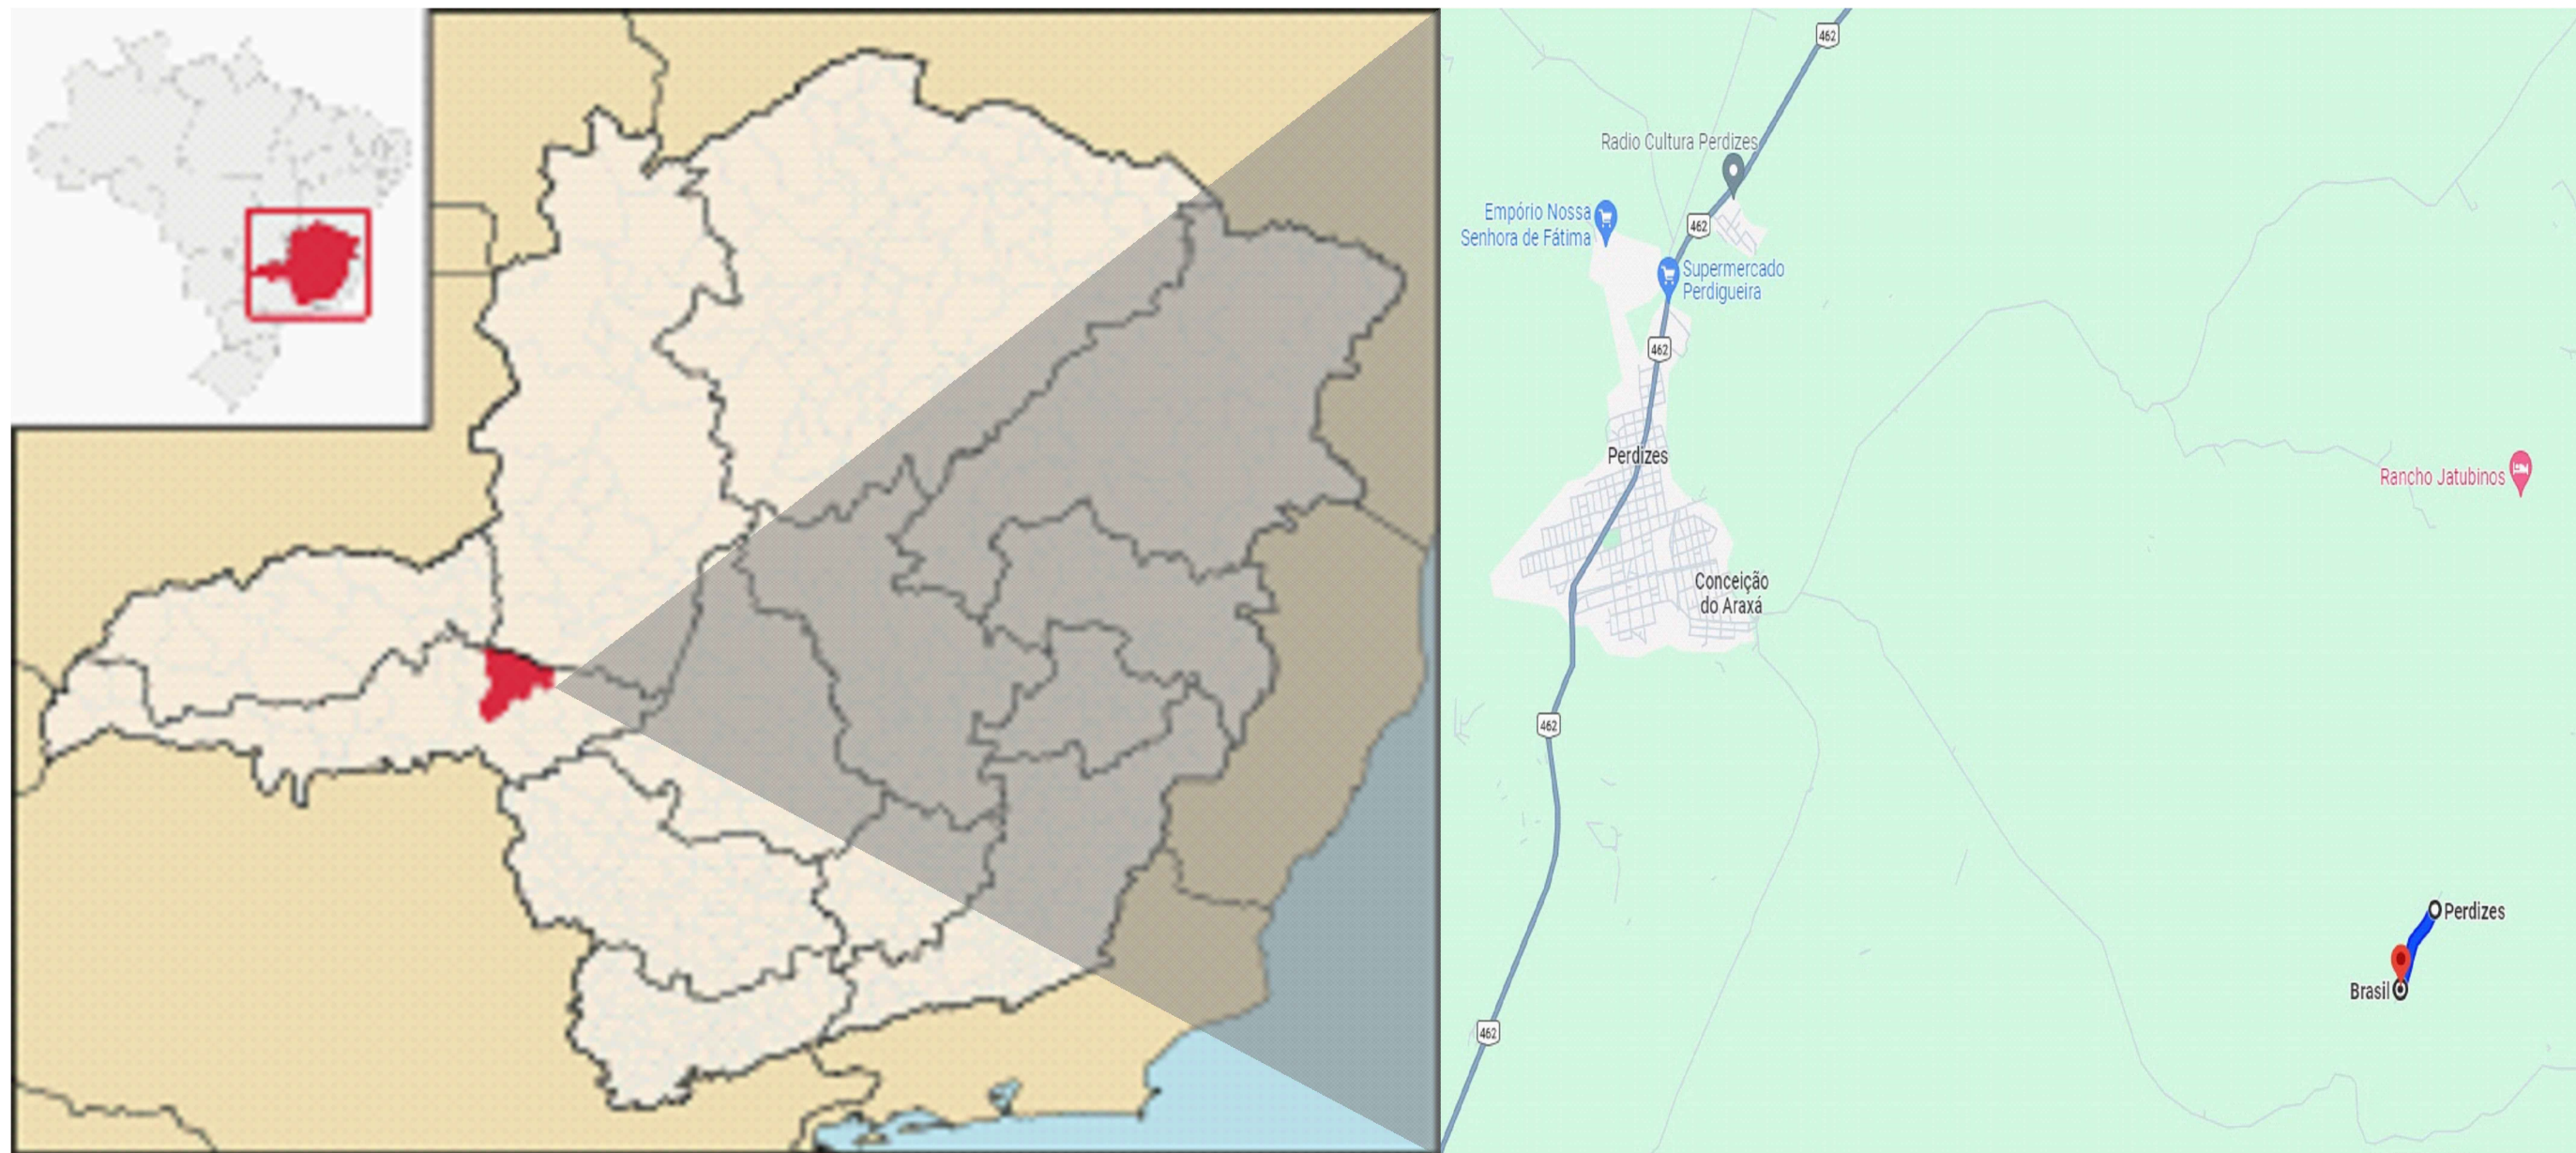 462
Radio Cultura Perdizes
Empório Nossa
Senhora de Fátima
462
Supermercado
Perdigueira
462
Perdizes
Rancho Jatubinos
Conceição
do Araxá
462
Perdizes
Brasil
462